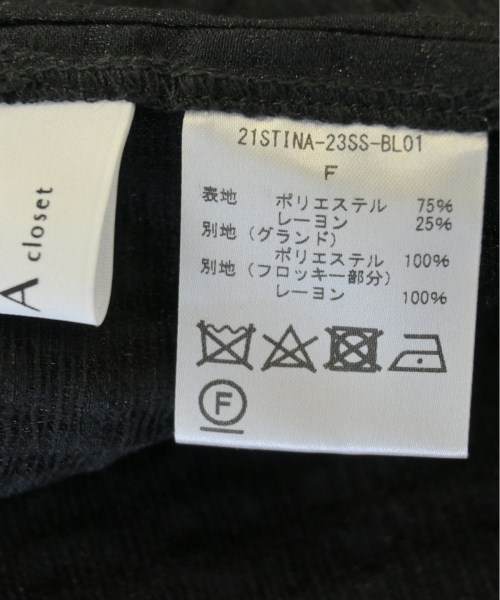 21STINA-23SS-BL01
F
表地 ポリエステル 75%
レーヨン 25%
別地(グランド)
ポリエステル 100%
別地(フロッキー部分)
レーヨン 100%
F
A closet